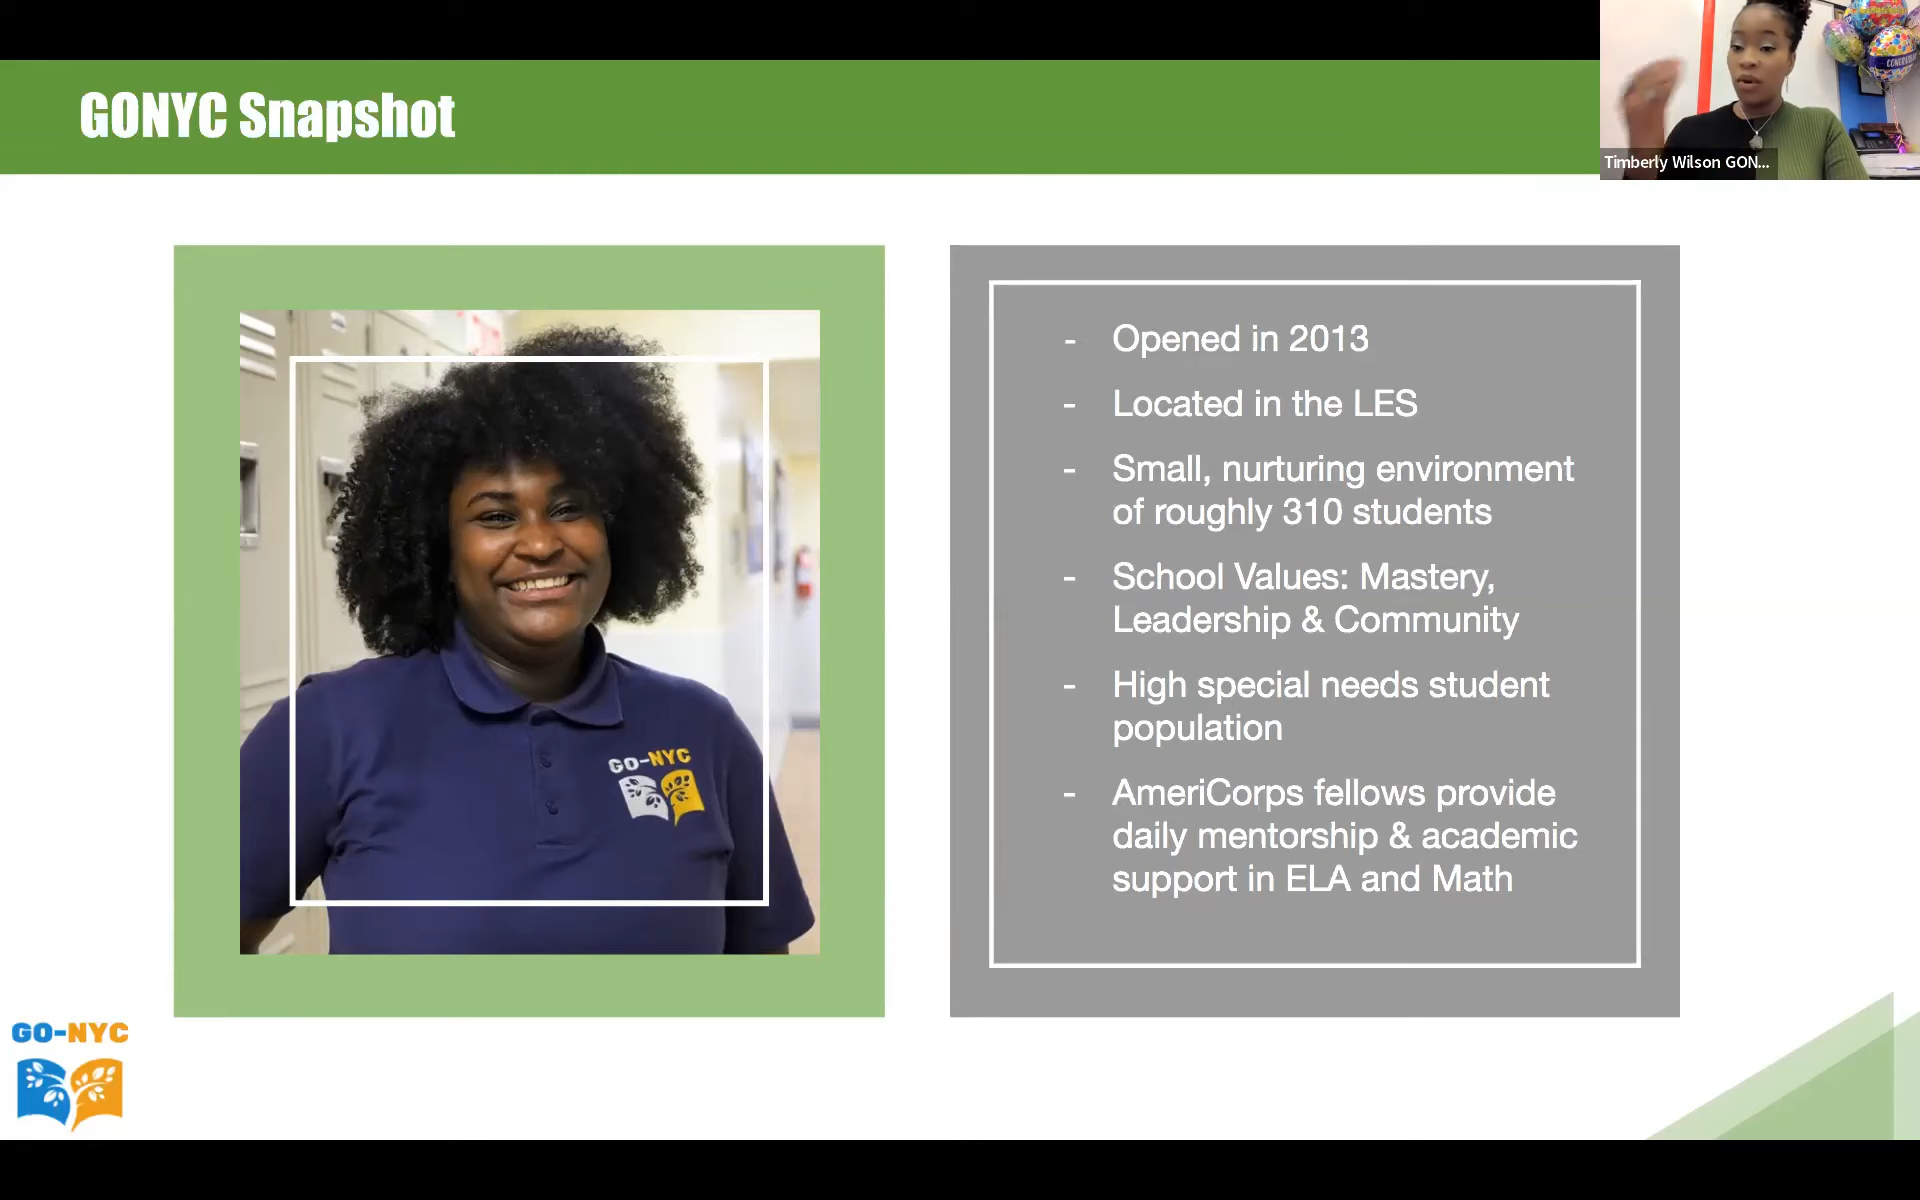 GONYC Snapshot
Timberly Wilson GON...
- Opened in 2013
- Located in the LES
- Small, nurturing environment
of roughly 310 students
- School Values: Mastery,
Leadership & Community
- High special needs student
population
- AmeriCorps fellows provide
daily mentorship & academic
support in ELA and Math
GO-NYC
GO-NYC